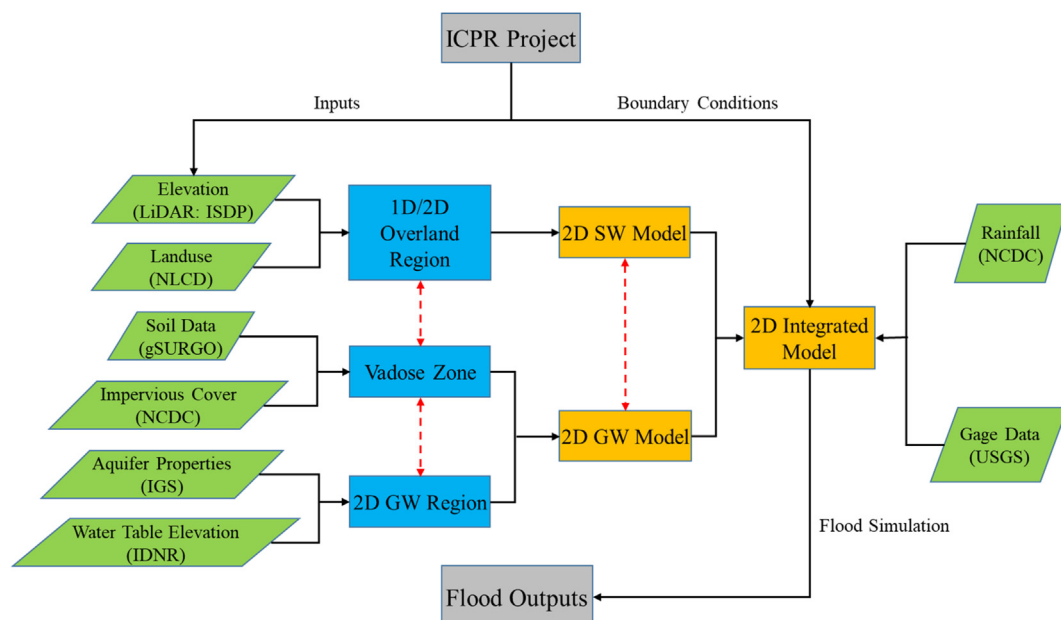 ICPR Project
Inputs
Boundary Conditions
Elevation
(LiDAR: ISDP)
Landuse
(NLCD)
Soil Data
(gSURGO)
Impervious Cover
(NCDC)
Aquifer Properties
(IGS)
Water Table Elevation
(IDNR)
1D/2D
Overland
Region
Vadose Zone
2D GW Region
2D SW Model
2D GW Model
2D Integrated
Model
Rainfall
(NCDC)
Gage Data
(USGS)
Flood Simulation
Flood Outputs